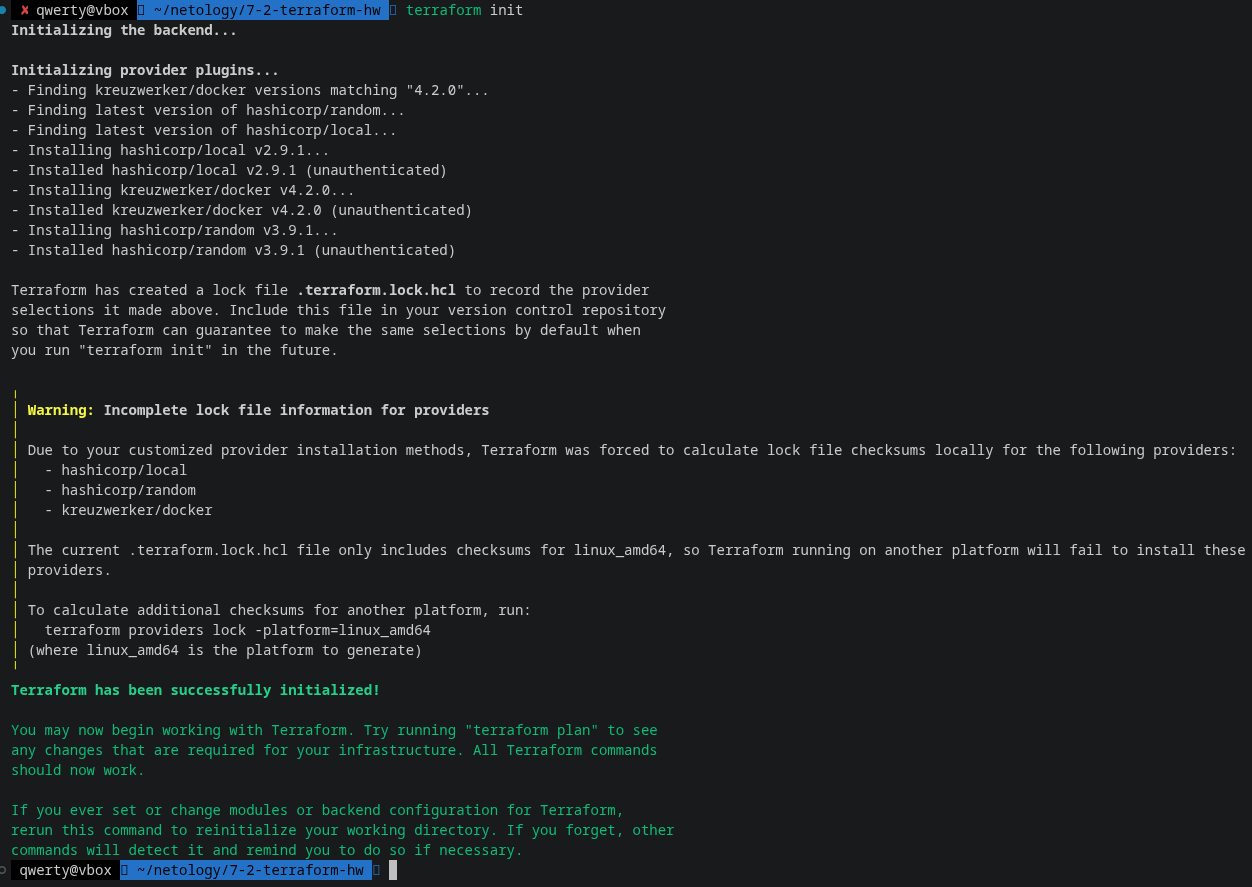 ✘ qwerty@vbox ~/netology/7-2-terraform-hw terraform init
Initializing the backend...
Initializing provider plugins...
- Finding kreuzwerker/docker versions matching "4.2.0"...
- Finding latest version of hashicorp/random...
- Finding latest version of hashicorp/local...
- Installing hashicorp/local v2.9.1...
- Installed hashicorp/local v2.9.1 (unauthenticated)
- Installing kreuzwerker/docker v4.2.0...
- Installed kreuzwerker/docker v4.2.0 (unauthenticated)
- Installing hashicorp/random v3.9.1...
- Installed hashicorp/random v3.9.1 (unauthenticated)
Terraform has created a lock file .terraform.lock.hcl to record the provider
selections it made above. Include this file in your version control repository
so that Terraform can guarantee to make the same selections by default when
you run "terraform init" in the future.
Warning: Incomplete lock file information for providers
Due to your customized provider installation methods, Terraform was forced to calculate lock file checksums locally for the following providers:
- hashicorp/local
- hashicorp/random
- kreuzwerker/docker
The current .terraform.lock.hcl file only includes checksums for linux_amd64, so Terraform running on another platform will fail to install these
providers.
To calculate additional checksums for another platform, run:
terraform providers lock -platform=linux_amd64
(where linux_amd64 is the platform to generate)
Terraform has been successfully initialized!
You may now begin working with Terraform. Try running "terraform plan" to see
any changes that are required for your infrastructure. All Terraform commands
should now work.
If you ever set or change modules or backend configuration for Terraform,
rerun this command to reinitialize your working directory. If you forget, other
commands will detect it and remind you to do so if necessary.
qwerty@vbox ~/netology/7-2-terraform-hw